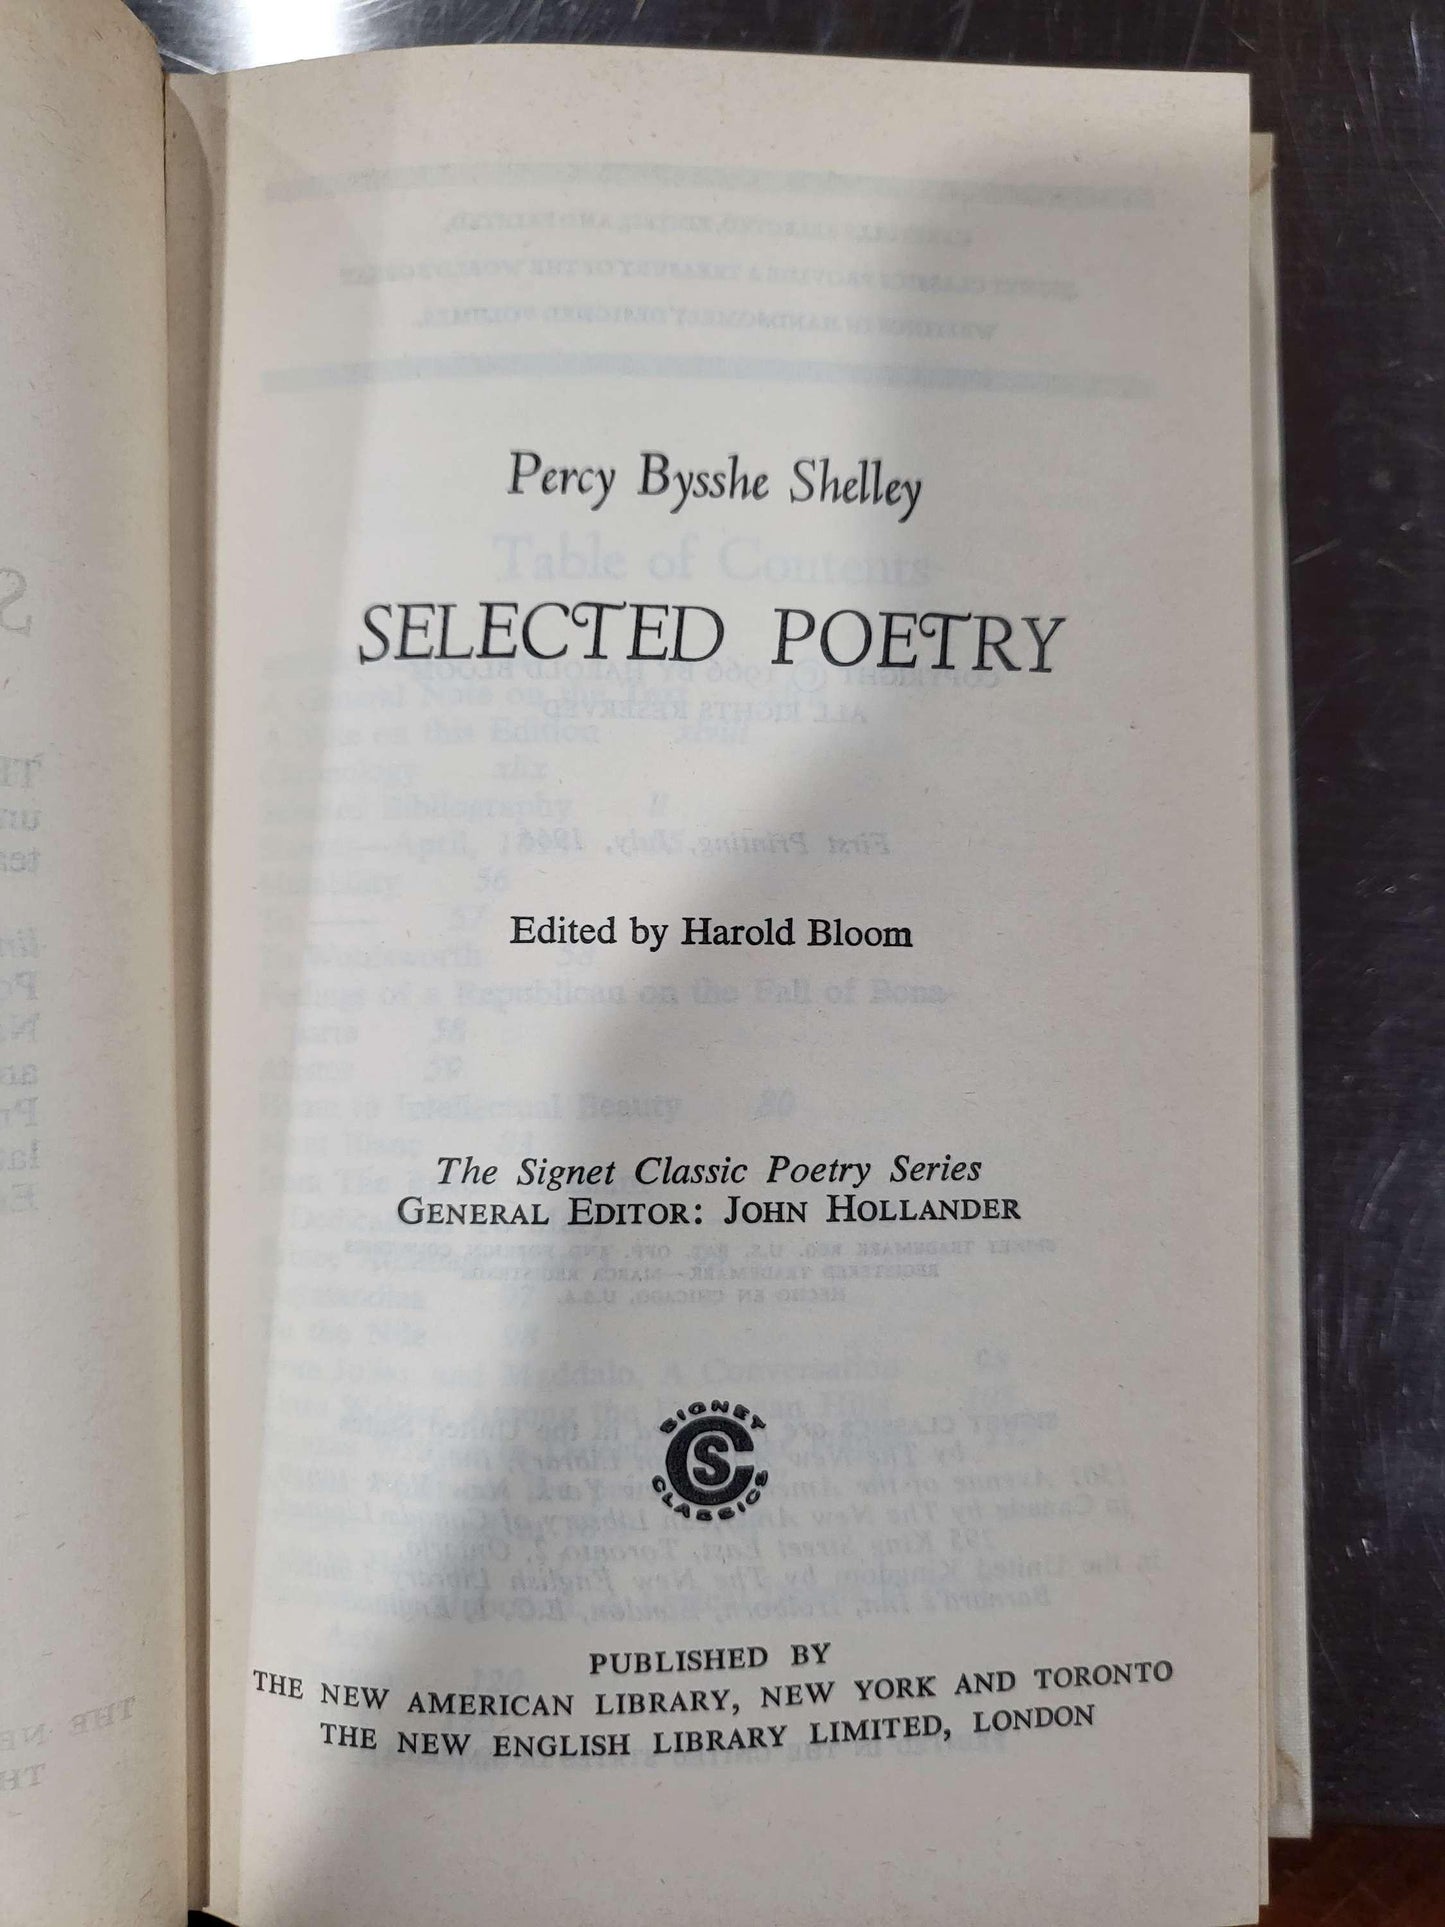 Percy Bysshe Shelley
SELECTED POETRY
Edited by Harold Bloom
The Signet Classic Poetry Series
GENERAL EDITOR: JOHN HOLLANDER
SIGNET
CLASSICS
PUBLISHED BY
THE NEW AMERICAN LIBRARY, NEW YORK AND TORONTO
THE NEW ENGLISH LIBRARY LIMITED, LONDON